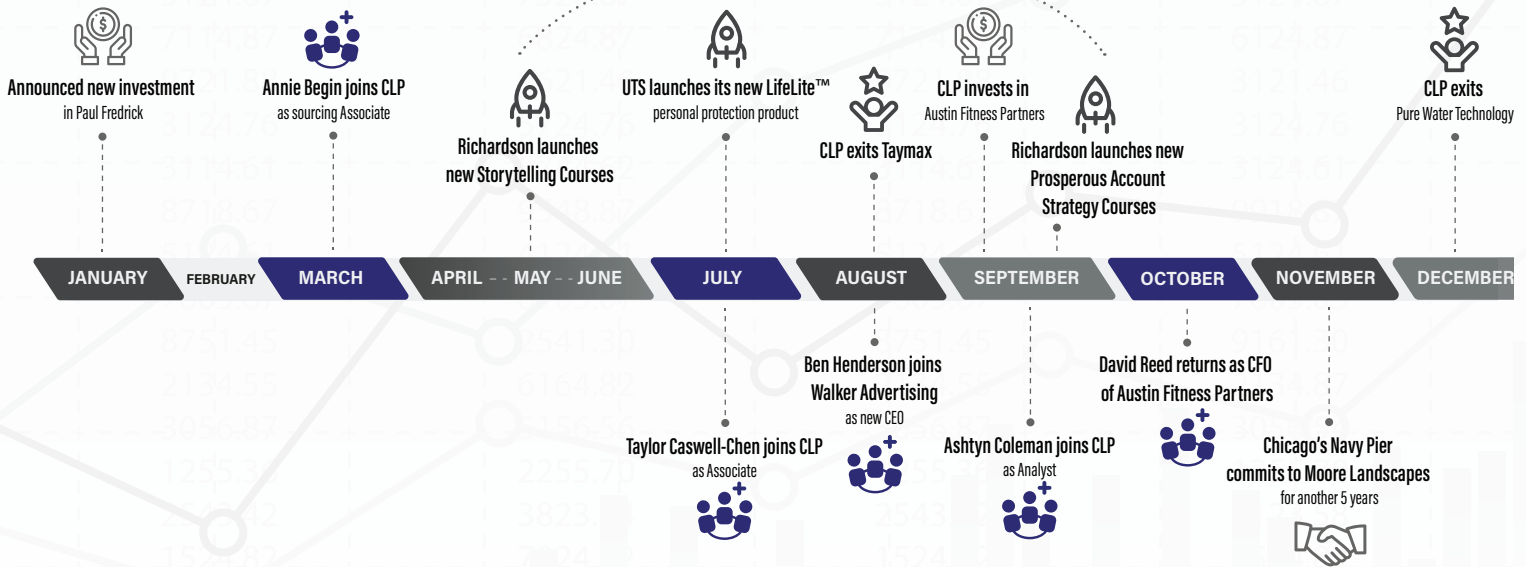 Announced new investment
in Paul Fredrick
Annie Begin joins CLP
as sourcing Associate
Richardson launches
new Storytelling Courses
UTS launches its new LifeLite™
personal protection product
CLP exits Taymax
CLP invests in
Austin Fitness Partners
Richardson launches new
Prosperous Account
Strategy Courses
CLP exits
Pure Water Technology
JANUARY
FEBRUARY
MARCH
APRIL -- MAY -- JUNE
JULY
AUGUST
SEPTEMBER
OCTOBER
NOVEMBER
DECEMBER
Taylor Caswell-Chen joins CLP
as Associate
Ben Henderson joins
Walker Advertising
as new CEO
Ashtyn Coleman joins CLP
as Analyst
David Reed returns as CFO
of Austin Fitness Partners
Chicago's Navy Pier
commits to Moore Landscapes
for another 5 years